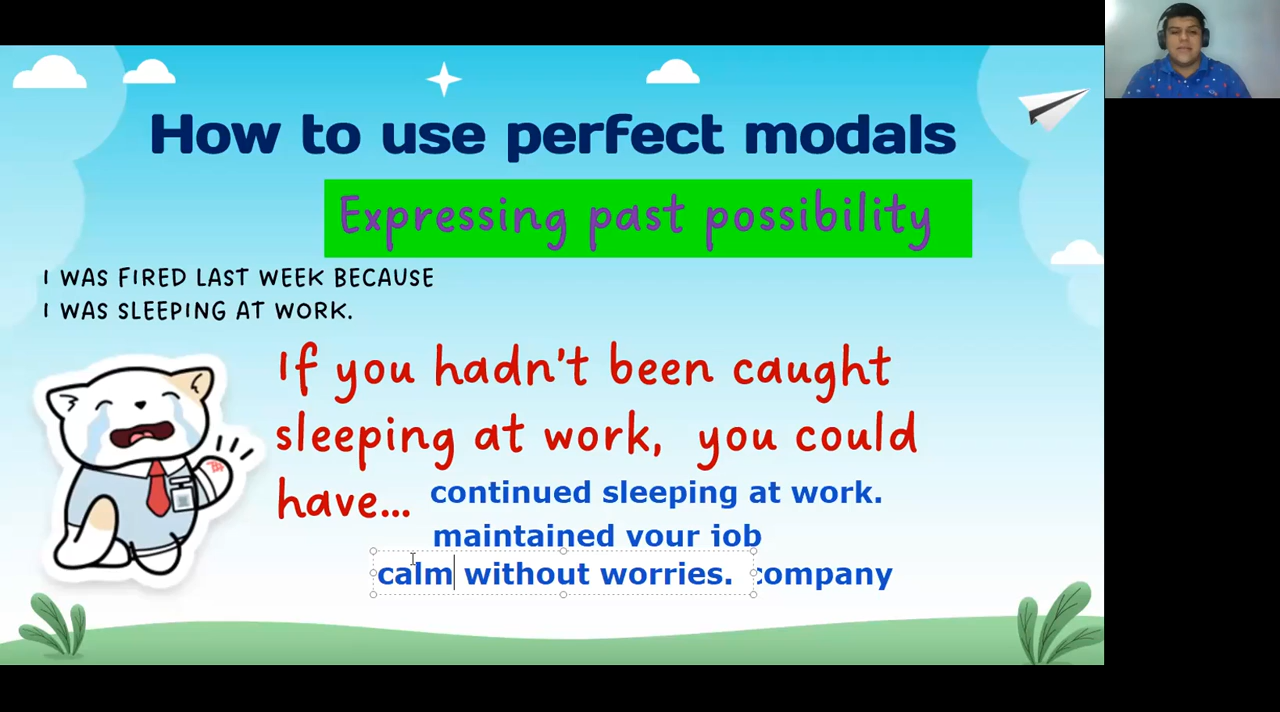 How to use perfect modals
Expressing past possibility
I WAS FIRED LAST WEEK BECAUSE
I WAS SLEEPING AT WORK.
If you hadn't been caught
sleeping at work, you could
have...
continued sleeping at work.
maintained your job
calm without worries. company